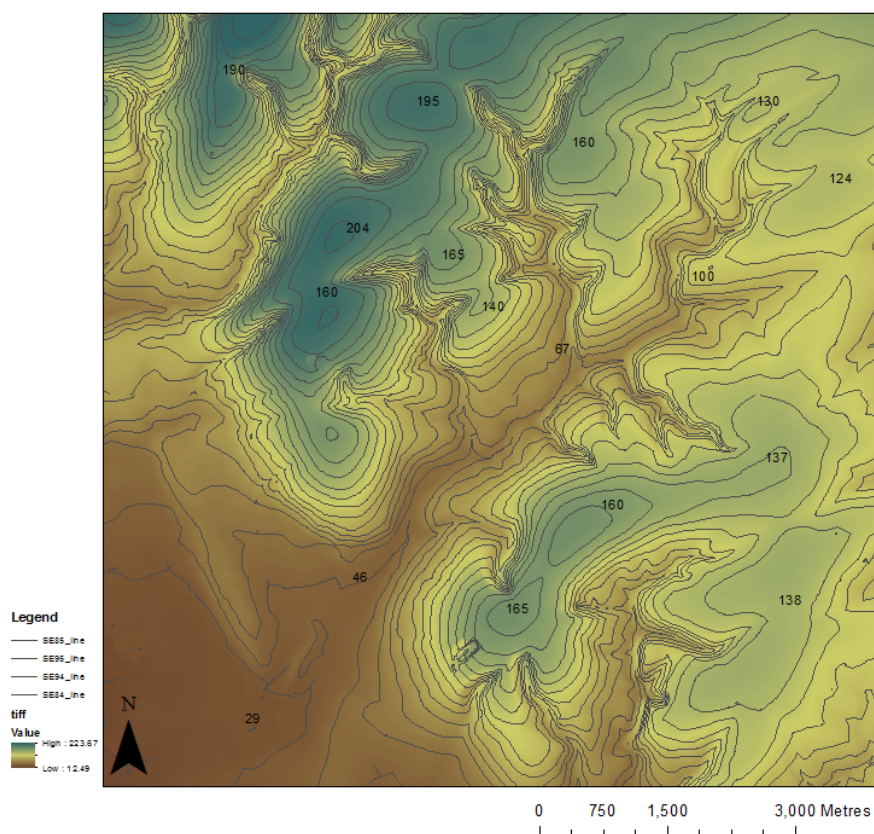 190
195
130
160
124
204
165
100
160
140
67
137
160
46
138
165
29
Legend
SE85_line
SE95_line
SE94_line
SE84_line
tiff
Value
High : 223.67
Low : 12.49
N
0 750 1,500 3,000 Metres